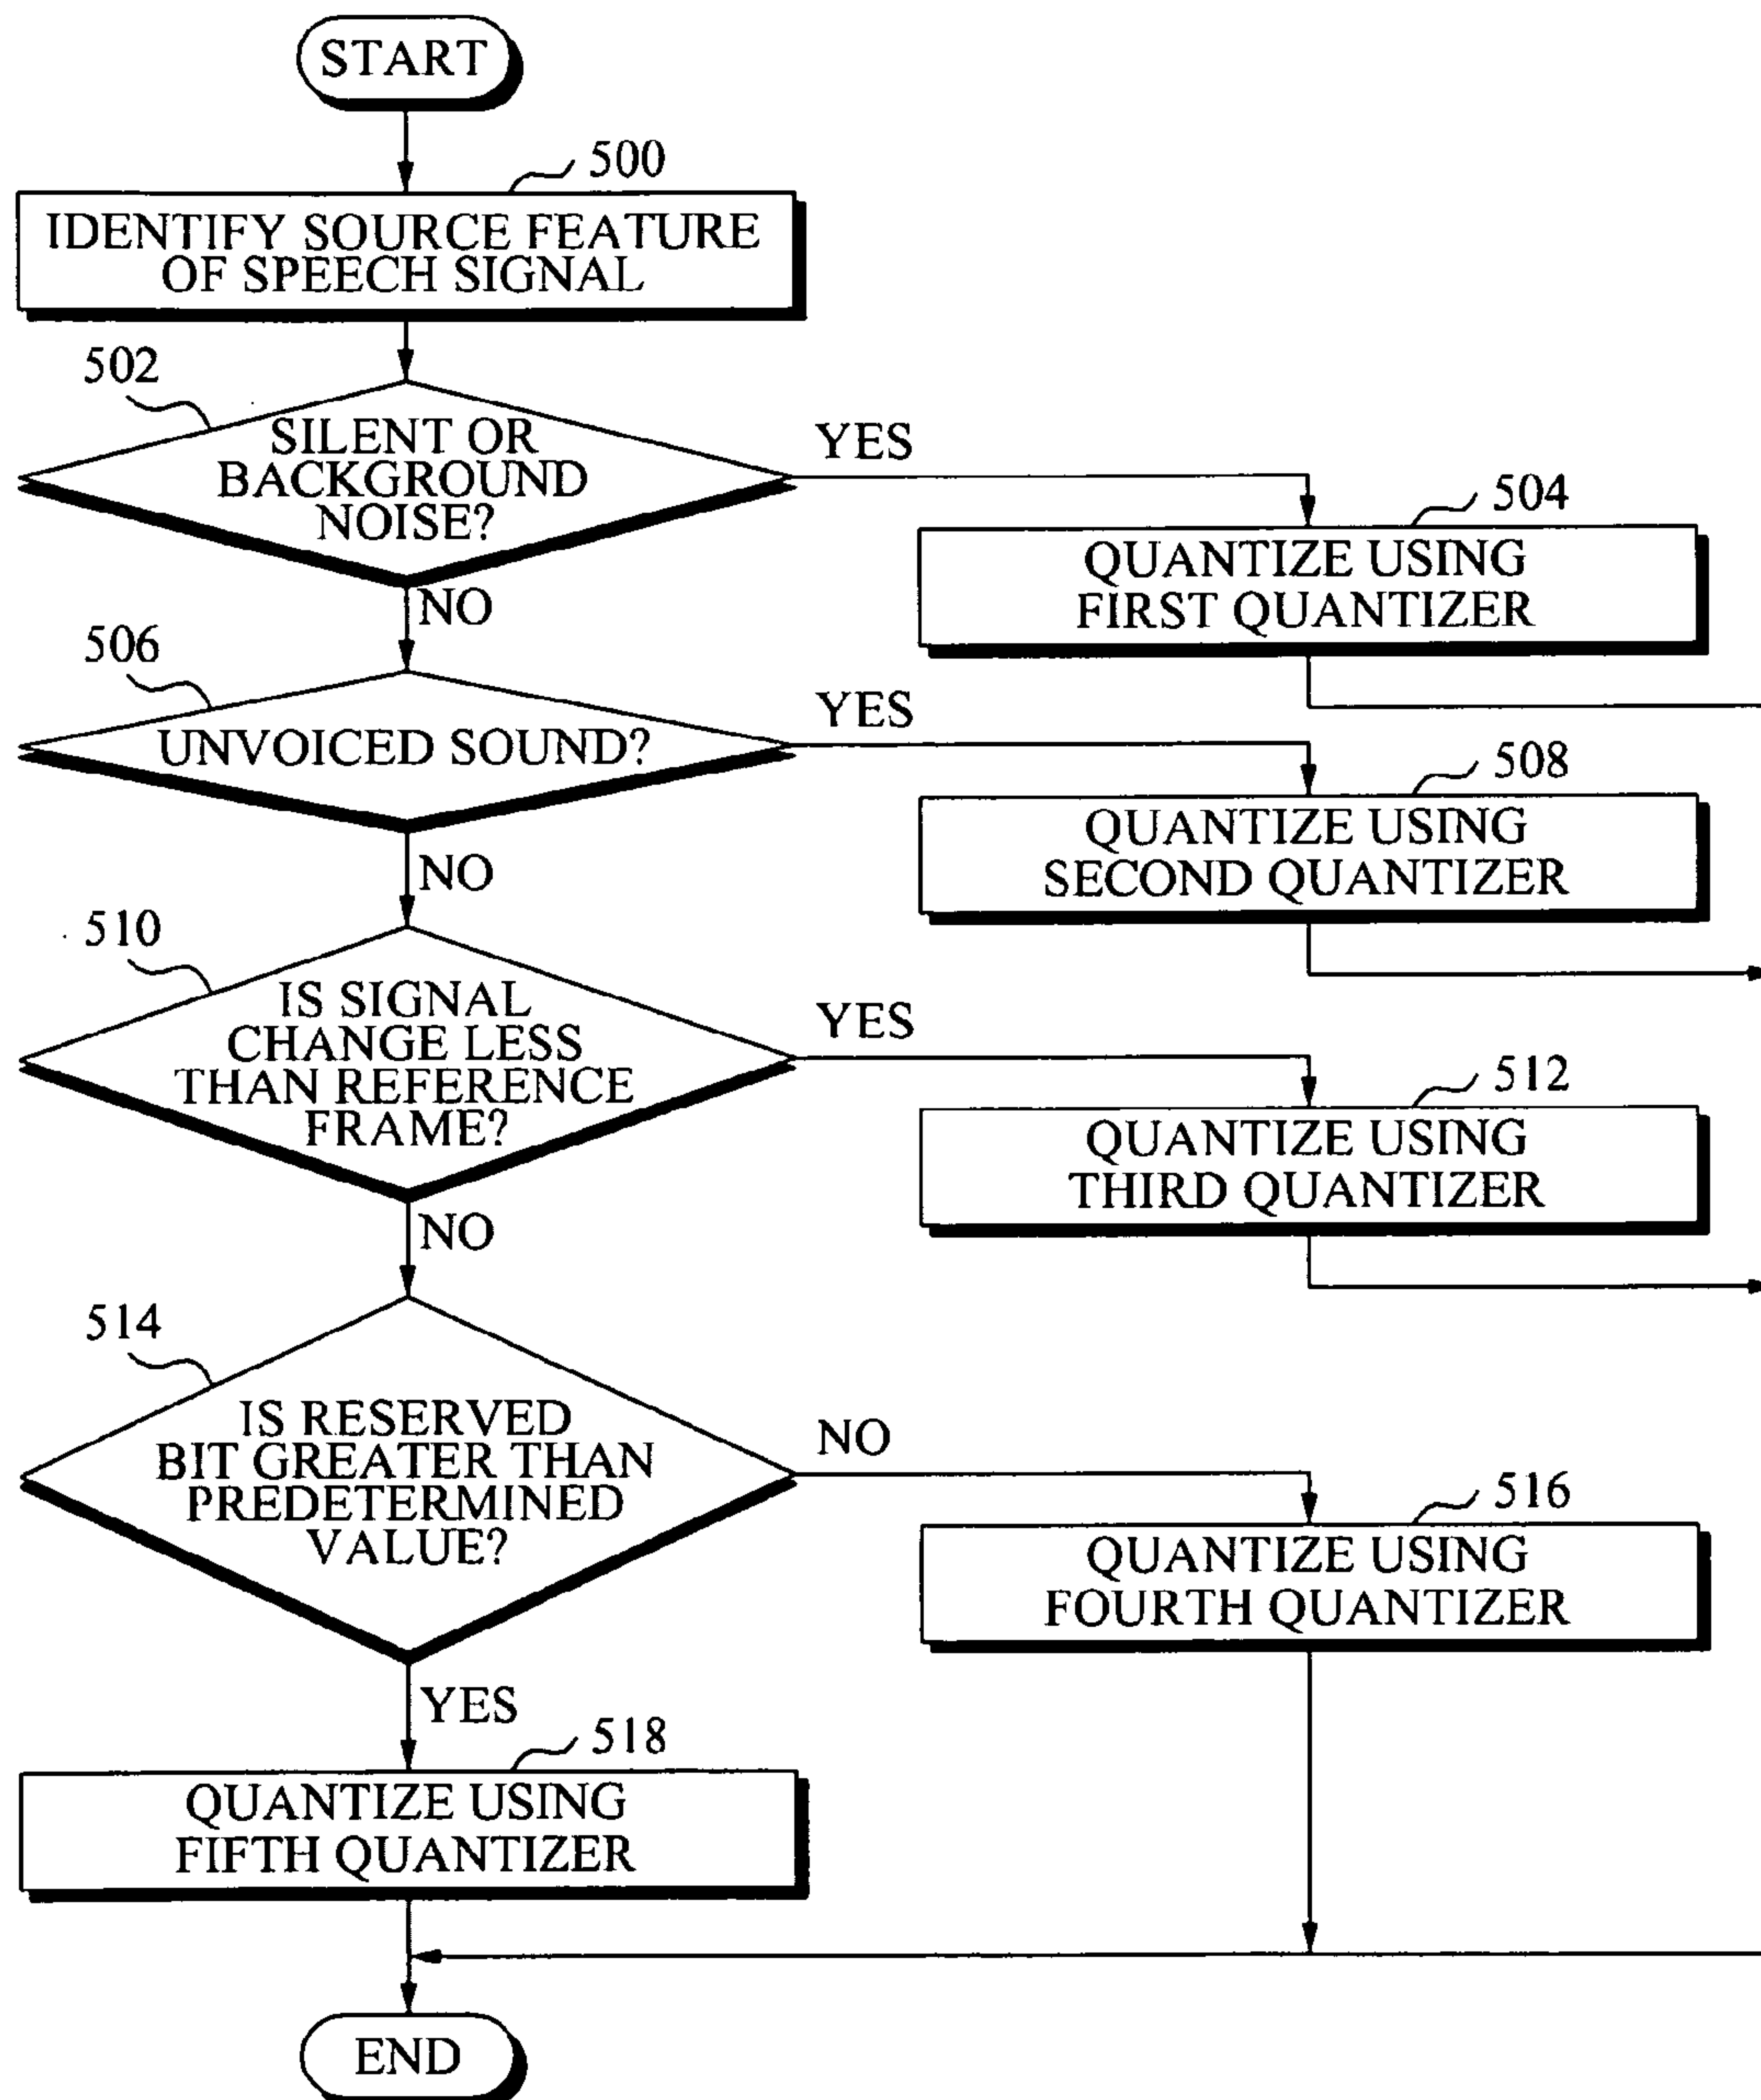 START
500
IDENTIFY SOURCE FEATURE
OF SPEECH SIGNAL
502
SILENT OR
BACKGROUND
NOISE?
YES
NO
504
QUANTIZE USING
FIRST QUANTIZER
506
UNVOICED SOUND?
YES
NO
508
QUANTIZE USING
SECOND QUANTIZER
510
IS SIGNAL
CHANGE LESS
THAN REFERENCE
FRAME?
YES
NO
512
QUANTIZE USING
THIRD QUANTIZER
514
IS RESERVED
BIT GREATER THAN
PREDETERMINED
VALUE?
NO
YES
516
QUANTIZE USING
FOURTH QUANTIZER
518
QUANTIZE USING
FIFTH QUANTIZER
END